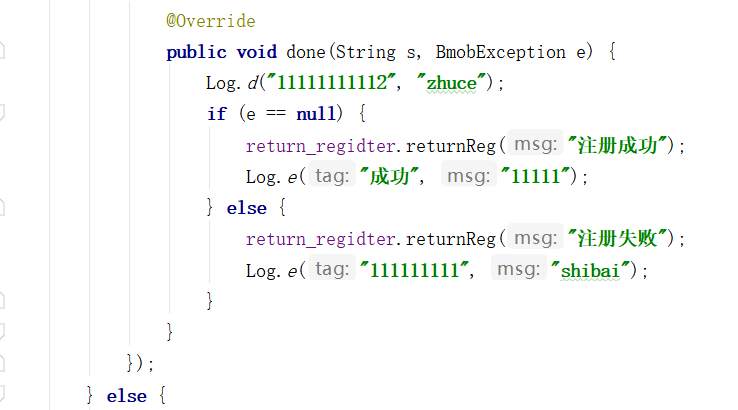 @Override
public void done(String s, BmobException e) {
Log.d("11111111112", "zhuce");
if (e == null) {
return_regidter.returnReg( msg: "注册成功");
Log.e( tag: "成功", msg: "11111");
} else {
return_regidter.returnReg( msg: "注册失败");
Log.e( tag: "111111111", msg: "shibai");
}
}
});
} else {